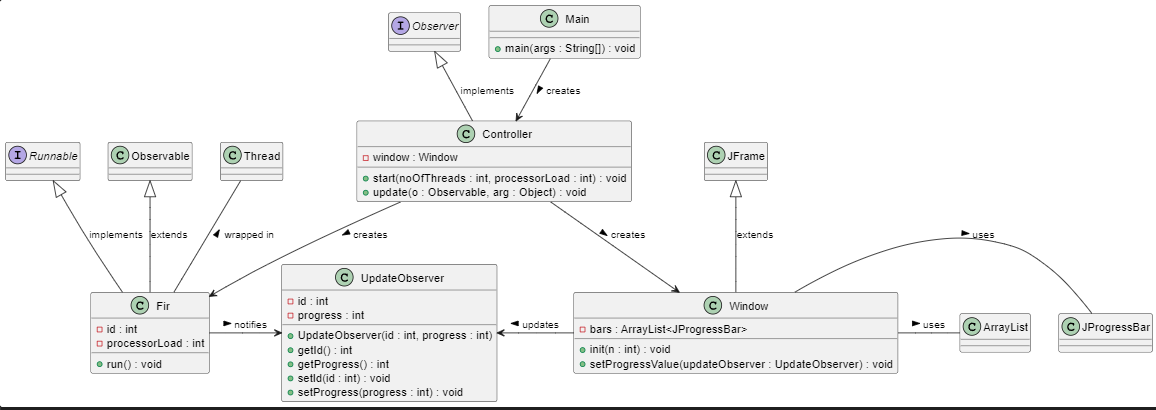 I Observer
C Main
main(args : String[]) : void
implements
creates
C Controller
window : Window
start(noOfThreads : int, processorLoad : int) : void
update(o : Observable, arg : Object) : void
I Runnable
C Observable
C Thread
C JFrame
implements
extends
wrapped in
creates
creates
extends
uses
C Fir
id : int
processorLoad : int
run() : void
notifies
C UpdateObserver
id : int
progress : int
UpdateObserver(id : int, progress : int)
getId() : int
getProgress() : int
setId(id : int) : void
setProgress(progress : int) : void
updates
C Window
bars : ArrayList<JProgressBar>
init(n : int) : void
setProgressValue(updateObserver : UpdateObserver) : void
uses
C ArrayList
C JProgressBar